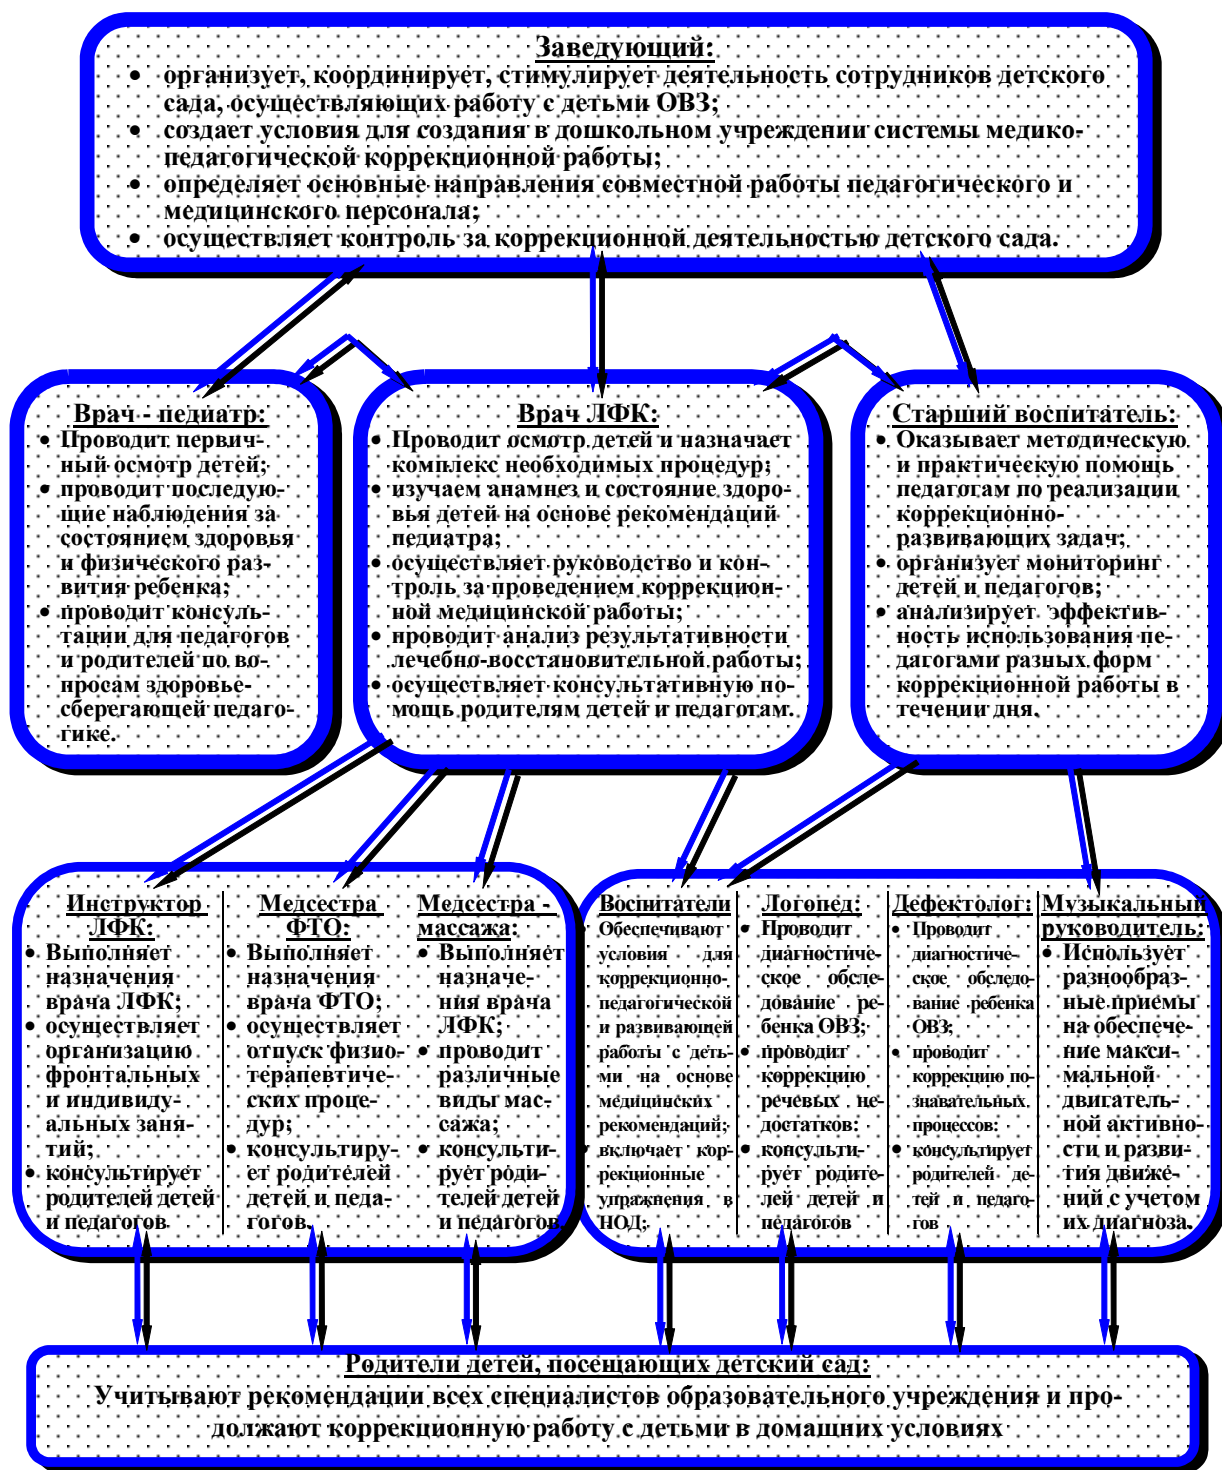 Заведующий:
• организует, координирует, стимулирует деятельность сотрудников детского
сада, осуществляющих работу с детьми ОВЗ;
• создает условия для создания в дошкольном учреждении системы медико-
педагогической коррекционной работы;
• определяет основные направления совместной работы педагогического и
медицинского персонала;
• осуществляет контроль за коррекционной деятельностью детского сада.
Врач - педиатр:
• Проводит первич-
ный осмотр детей;
• проводит последую-
щие наблюдения за
состоянием здоровья
и физического раз-
вития ребенка;
• проводит консуль-
тации для педагогов
и родителей по во-
просам здоровье-
сберегающей педаго-
гике.
Врач ЛФК:
• Проводит осмотр детей и назначает
комплекс необходимых процедур;
• изучаем анамнез и состояние здоро-
вья детей на основе рекомендаций
педиатра;
• осуществляет руководство и кон-
троль за проведением коррекцион-
ной медицинской работы;
• проводит анализ результативности
лечебно-восстановительной работы;
• осуществляет консультативную по-
мощь родителям детей и педагогам.
Старший воспитатель:
• Оказывает методическую
и практическую помощь
педагогам по реализации
коррекционно-
развивающих задач;
• организует мониторинг
детей и педагогов;
• анализирует эффектив-
ность использования пе-
дагогами разных форм
коррекционной работы в
течении дня.
Инструктор
ЛФК:
• Выполняет
назначения
врача ЛФК;
• осуществляет
организацию
фронтальных
и индивиду-
альных заня-
тий;
• консультирует
родителей детей
и педагогов
Медсестра
ФТО:
• Выполняет
назначения
врача ФТО;
• осуществляет
отпуск физио-
терапевтиче-
ских проце-
дур;
• консультиру-
ет родителей
детей и педа-
гогов.
Медсестра -
массажа:
• Выполняет
назначе-
ния врача
ЛФК;
• проводит
различные
виды мас-
сажа;
• консульти-
рует роди-
телей детей
и педагогов
Воспитатели
• Обеспечивают
условия для
коррекционно-
педагогической
и развивающей
работы с деть-
ми на основе
медицинских
рекомендаций;
• включает кор-
рекционные
упражнения в
НОД;
Логопед:
• Проводит
диагностиче-
ское обсле-
дование ре-
бенка ОВЗ;
• проводит
коррекцию
речевых не-
достатков:
• консульти-
рует родите-
лей детей и
педагогов
Дефектолог:
• Проводит
диагностиче-
ское обследо-
вание ребенка
ОВЗ;
• проводит
коррекцию по-
знавательных
процессов:
• консультирует
родителей де-
тей и педаго-
гов
Музыкальный
руководитель:
• Использует
разнообраз-
ные приемы
на обеспече-
ние макси-
мальной
двигатель-
ной активно-
сти и разви-
тия движе-
ний с учетом
их диагноза.
Родители детей, посещающих детский сад:
Учитывают рекомендации всех специалистов образовательного учреждения и про-
должают коррекционную работу с детьми в домашних условиях